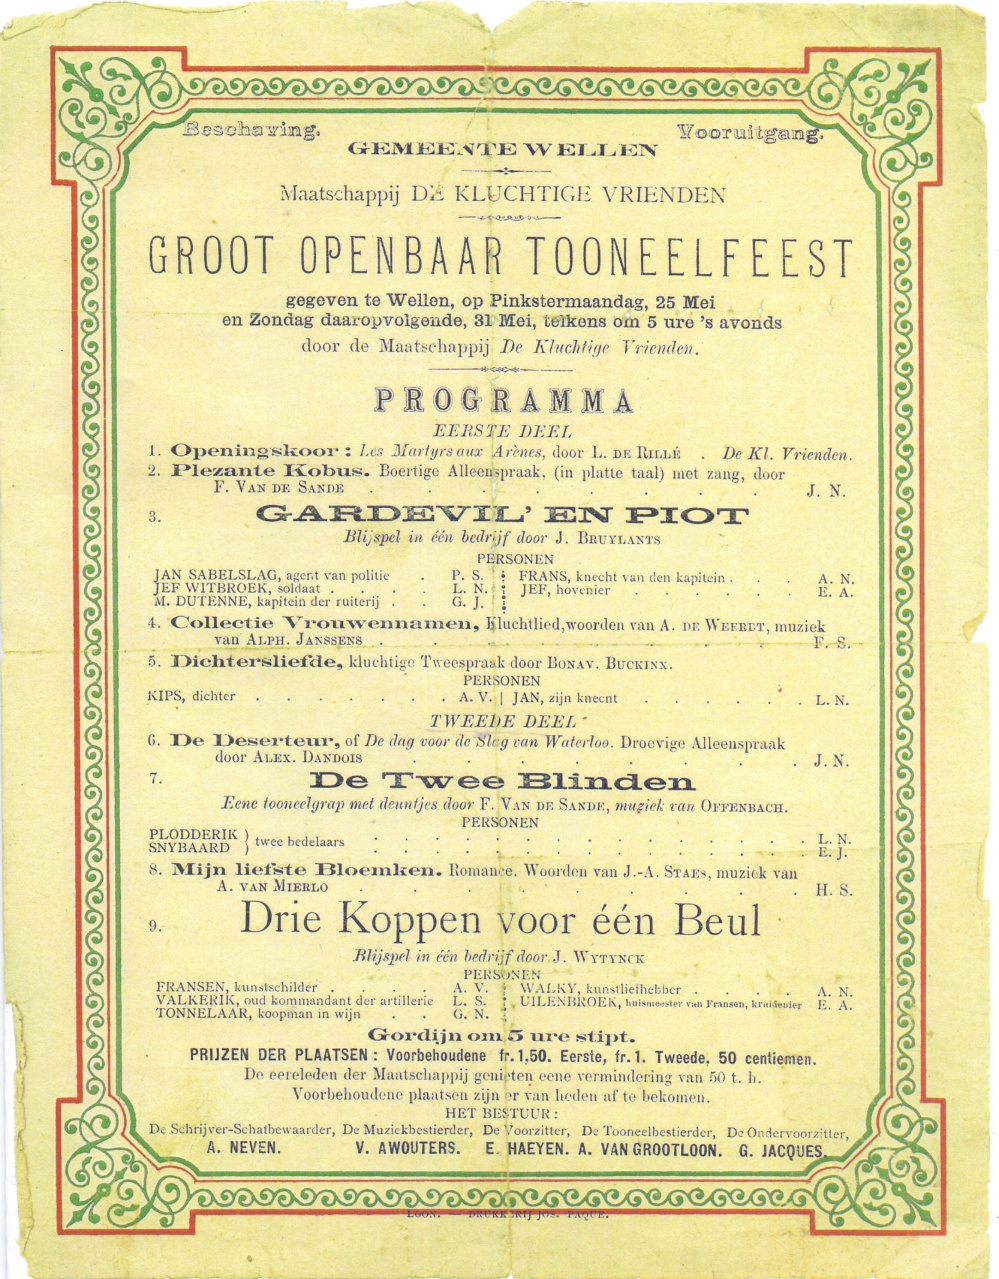 Beschaving. Vooruitgang.
GEMEENTE WELLEN
Maatschappij DE KLUCHTIGE VRIENDEN
GROOT OPENBAAR TOONEELFEEST
gegeven te Wellen, op Pinkstermaandag, 25 Mei
en Zondag daaropvolgende, 31 Mei, telkens om 5 ure 's avonds
door de Maatschappij De Kluchtige Vrienden.
PROGRAMMA
EERSTE DEEL
1. Openingskoor : Les Martyrs aux Arènes, door L. DE RILLÉ . De Kl. Vrienden.
2. Plezante Kobus. Boertige Alleenspraak, (in platte taal) met zang, door
F. VAN DE SANDE . . . . . . . . J. N.
3. GARDEVIL' EN PIOT
Blijspel in één bedrijf door J. BRUYLANTS
PERSONEN
JAN SABELSLAG, agent van politie . P. S. FRANS, knecht van den kapitein . . . A. N.
JEF WITBROEK, soldaat . . . . L. N. JEF, hovenier . . . . . E. A.
M. DUTENNE, kapitein der ruiterij . . G. J.
4. Collectie Vrouwennamen, Kluchtlied, woorden van A. DE WEERDT, muziek
van ALPH. JANSSENS . . . . . . . . F. S.
5. Dichtersliefde, kluchtige Tweespraak door BONAV. BUCKINX.
PERSONEN
KIPS, dichter . . . . . . . A. V. | JAN, zijn knecht . . . . . . L. N.
TWEEDE DEEL
6. De Deserteur, of De dag voor de Slag van Waterloo. Droevige Alleenspraak
door ALEX. DANDOIS . . . . . . . J. N.
7. De Twee Blinden
Eene tooneelgrap met deuntjes door F. VAN DE SANDE, muziek van OFFENBACH.
PERSONEN
PLODDERIK ) twee bedelaars . . . . . . . . . . . L. N.
SNYBAARD ) . . . . . . . . . . . E. J.
8. Mijn liefste Bloemken. Romance. Woorden van J.-A. STAES, muziek van
A. VAN MIERLO . . . . . . . . H. S.
9. Drie Koppen voor één Beul
Blijspel in één bedrijf door J. WYTYNCK
PERSONEN
FRANSEN, kunstschilder . . . . A. V. WALKY, kunstliefhebber . . . . A. N.
VALKERIK, oud kommandant der artillerie L. S. UILENBROEK, huismeester van Fransen, kruidenier E. A.
TONNELAAR, koopman in wijn . . G. N.
Gordijn om 5 ure stipt.
PRIJZEN DER PLAATSEN : Voorbehoudene fr. 1,50. Eerste, fr. 1. Tweede, 50 centiemen.
De eereleden der Maatschappij genieten eene vermindering van 50 t. h.
Voorbehoudene plaatsen zijn er van heden af te bekomen.
HET BESTUUR :
De Schrijver-Schatbewaarder, De Muziekbestierder, De Voorzitter, De Tooneelbestierder, De Ondervoorzitter,
A. NEVEN. V. AWOUTERS. E. HAEYEN. A. VAN GROOTLOON. G. JACQUES.
LOON. — DRUKKERIJ JOS. PAQUE.